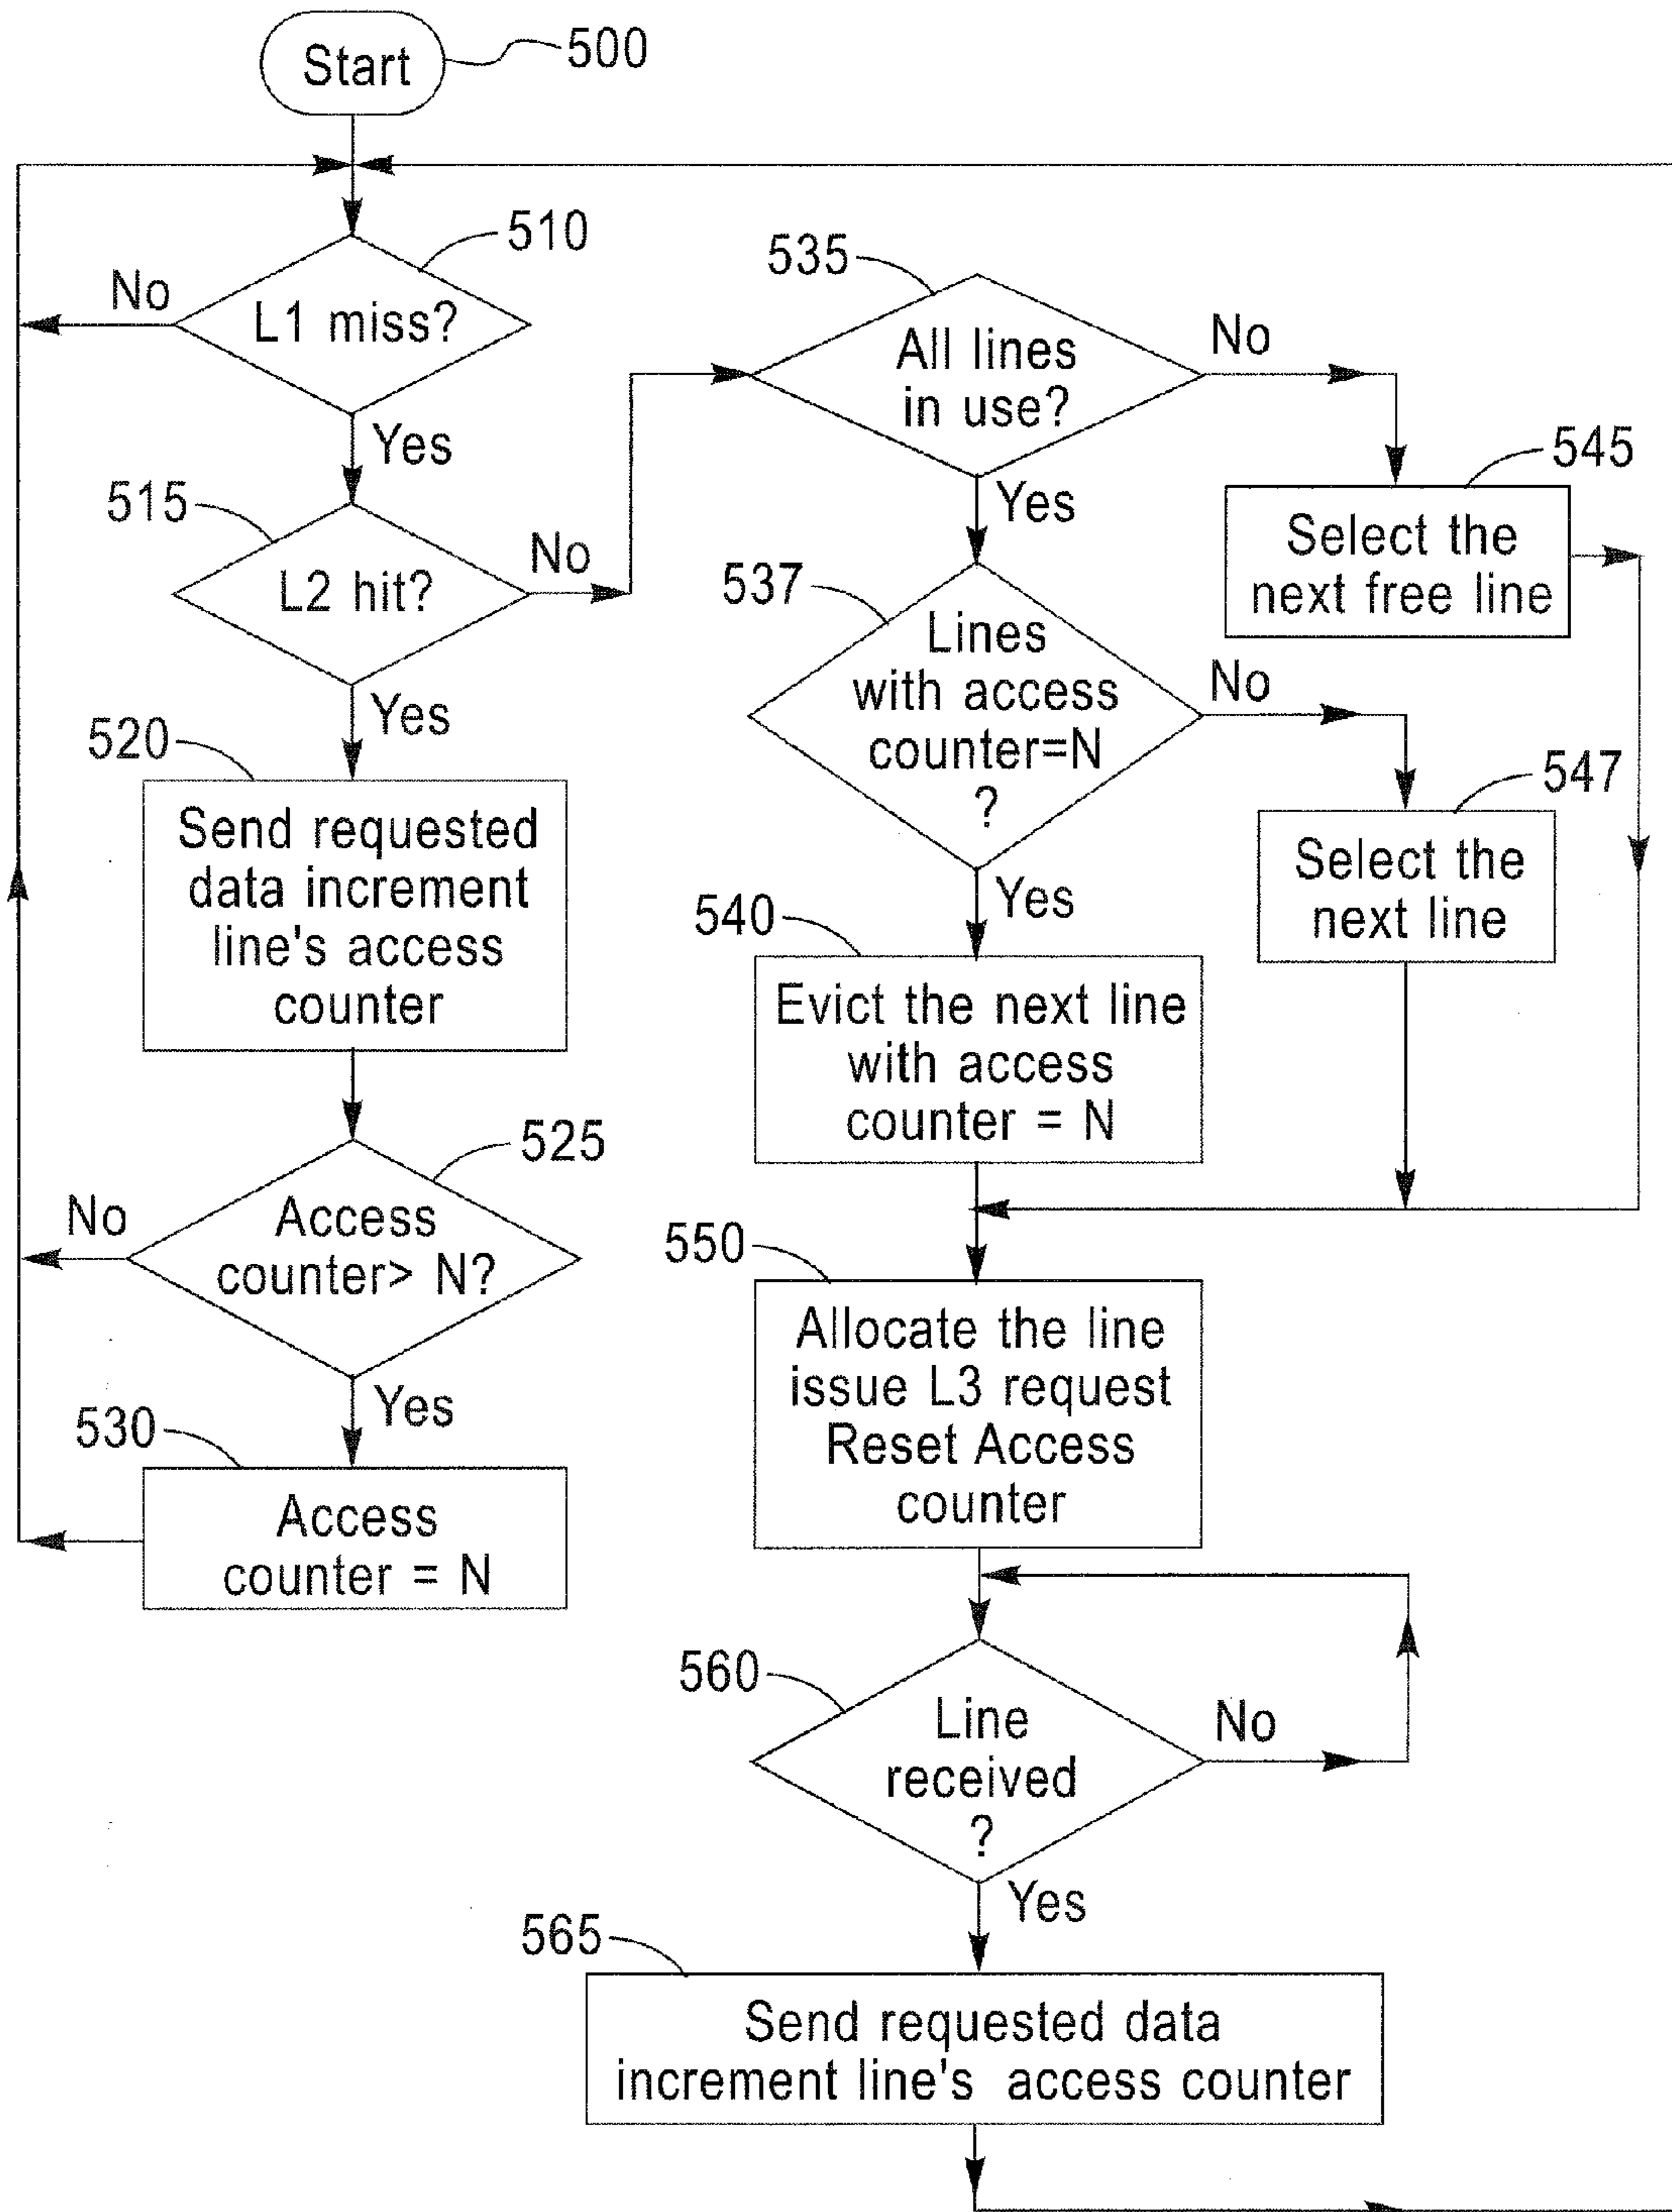 Start
500
510
No
L1 miss?
Yes
515
L2 hit?
No
Yes
520
Send requested
data increment
line's access
counter
525
No
Access
counter> N?
Yes
530
Access
counter = N
535
All lines
in use?
No
Yes
545
Select the
next free line
537
Lines
with access
counter=N
?
No
Yes
547
Select the
next line
540
Evict the next line
with access
counter = N
550
Allocate the line
issue L3 request
Reset Access
counter
560
Line
received
?
No
Yes
565
Send requested data
increment line's access counter